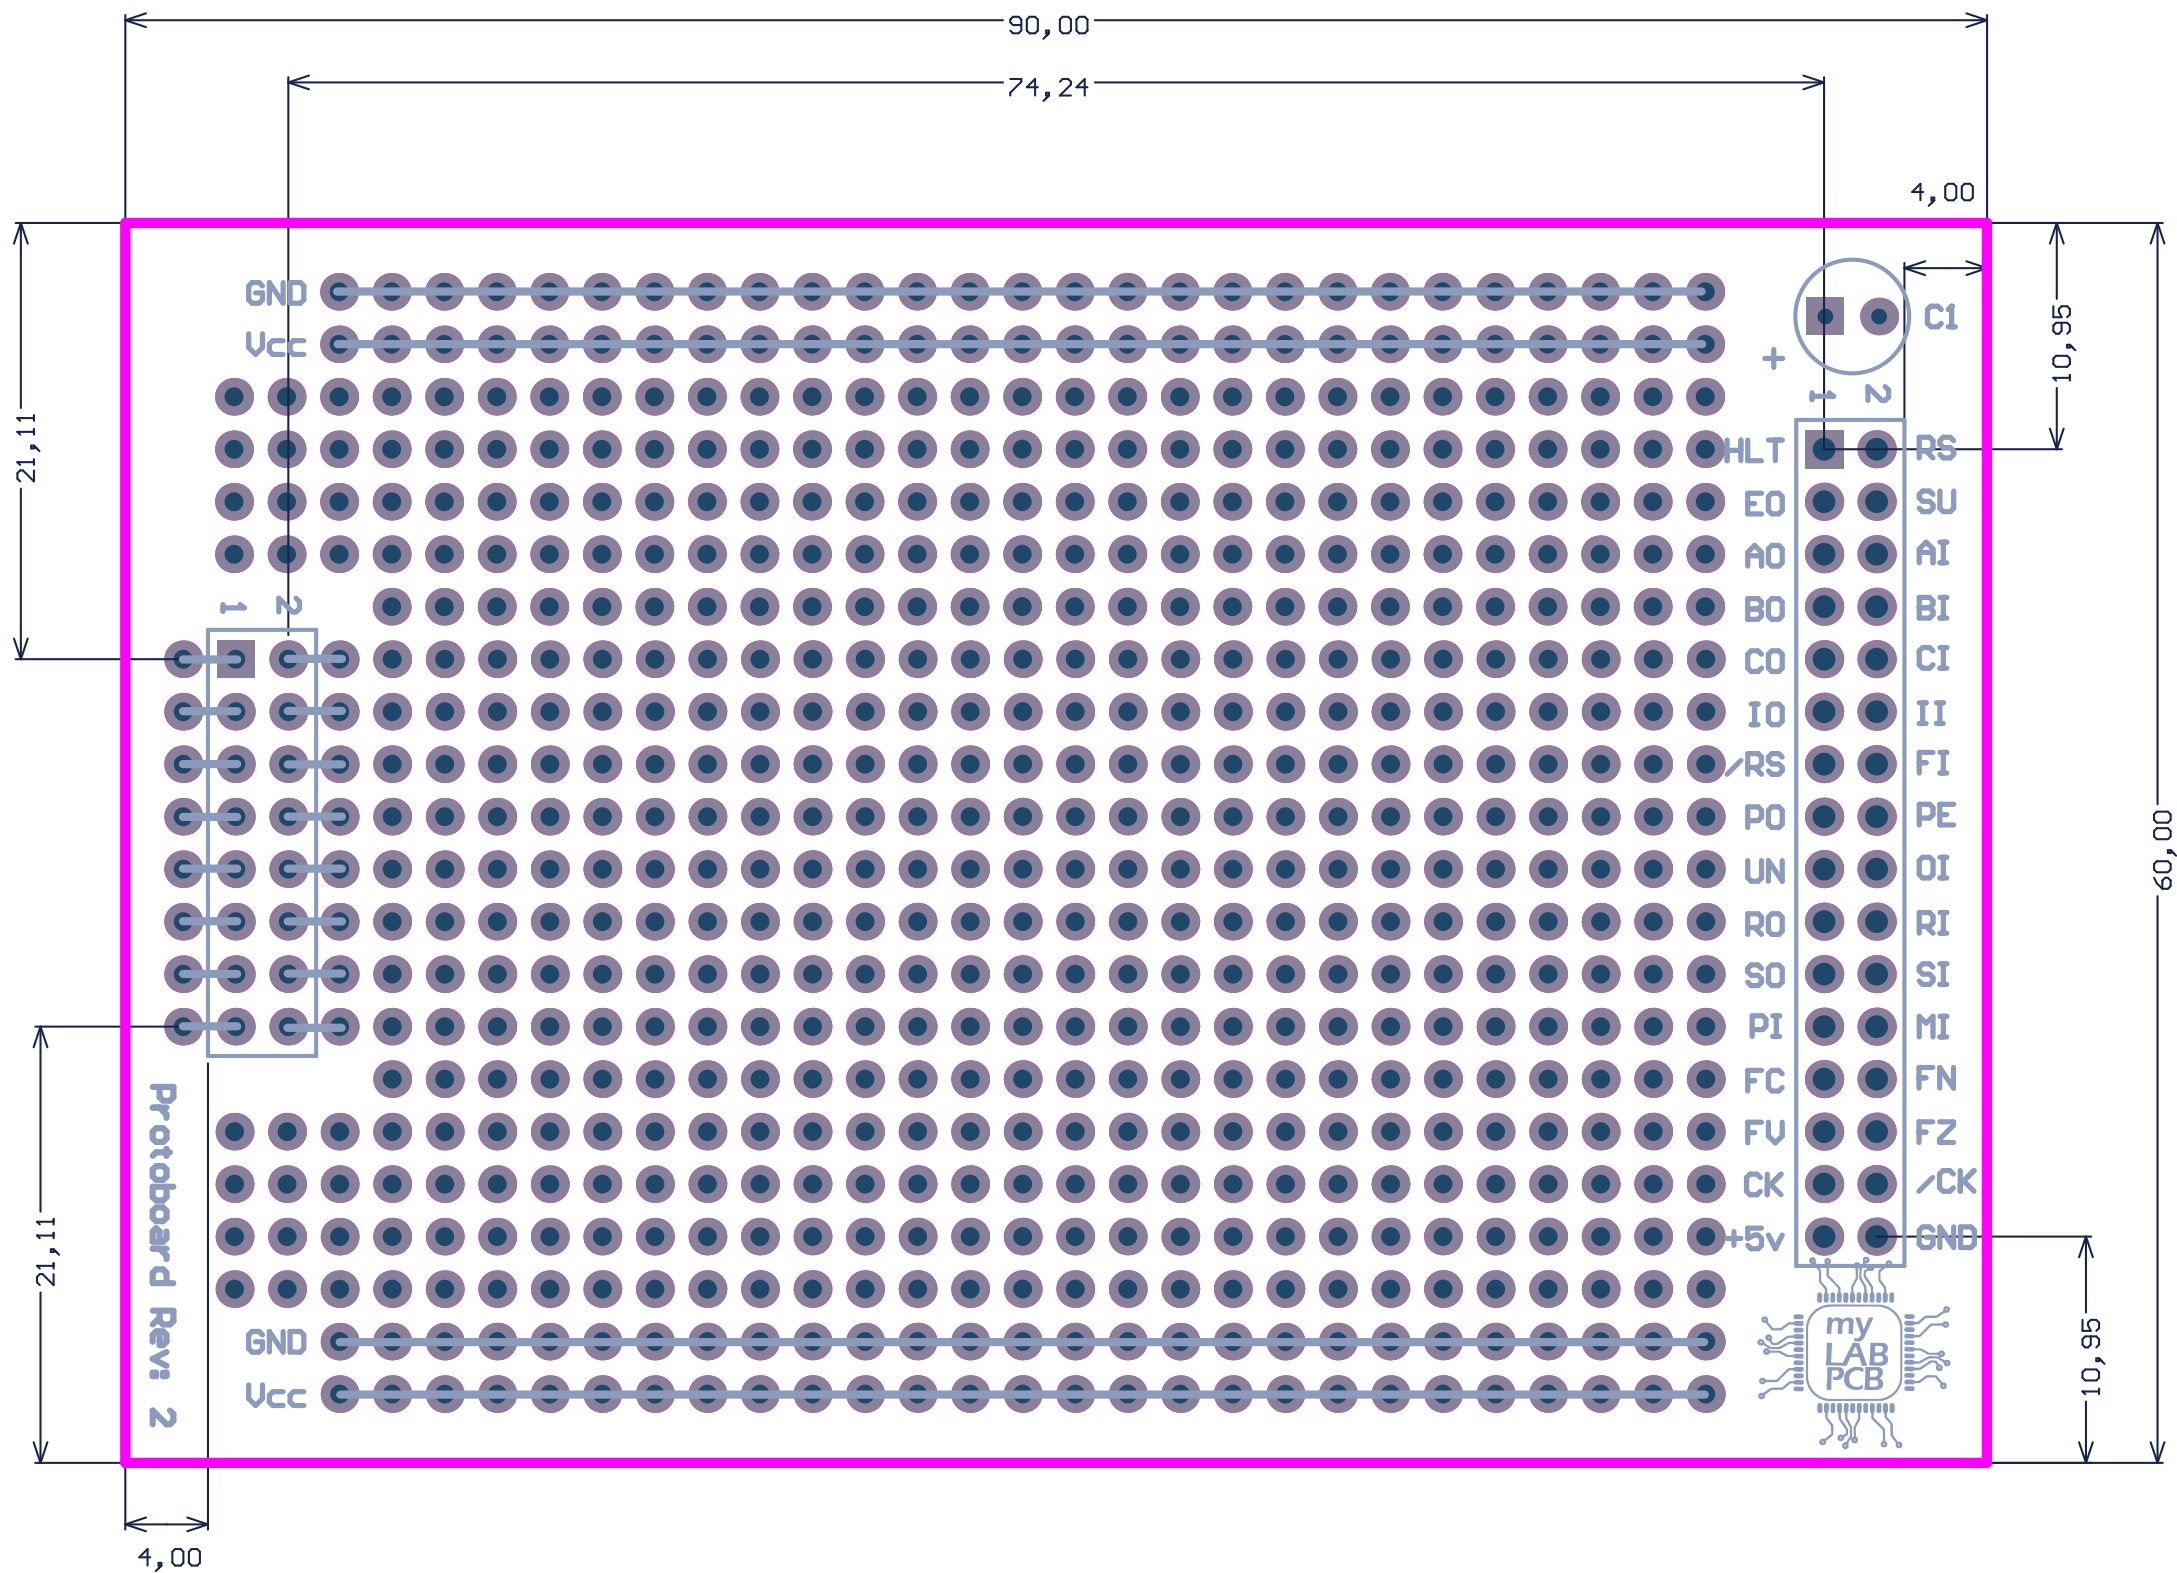 90,00
74,24
4,00
GND
Vcc
C1
+
1 2
10,95
21,11
HLT RS
EO SU
AO AI
BO BI
1 2
CO CI
IO II
/RS FI
PO PE
60,00
UN OI
RO RI
SO SI
PI MI
FC FN
FV FZ
CK /CK
+5v GND
Protoboard Rev: 2
21,11
10,95
GND
Vcc
my
LAB
PCB
4,00